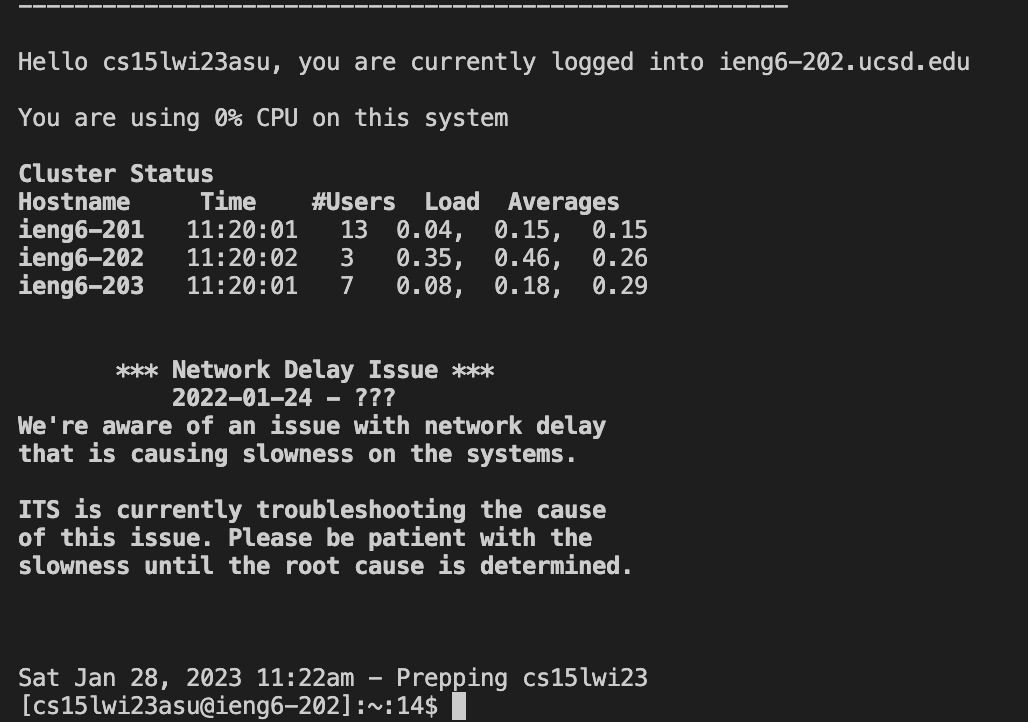 Hello cs15lwi23asu, you are currently logged into ieng6-202.ucsd.edu
You are using 0% CPU on this system
Cluster Status
Hostname     Time    #Users  Load  Averages
ieng6-201   11:20:01   13  0.04,  0.15,  0.15
ieng6-202   11:20:02   3   0.35,  0.46,  0.26
ieng6-203   11:20:01   7   0.08,  0.18,  0.29
*** Network Delay Issue ***
2022-01-24 - ???
We're aware of an issue with network delay
that is causing slowness on the systems.
ITS is currently troubleshooting the cause
of this issue. Please be patient with the
slowness until the root cause is determined.
Sat Jan 28, 2023 11:22am - Prepping cs15lwi23
[cs15lwi23asu@ieng6-202]:~:14$